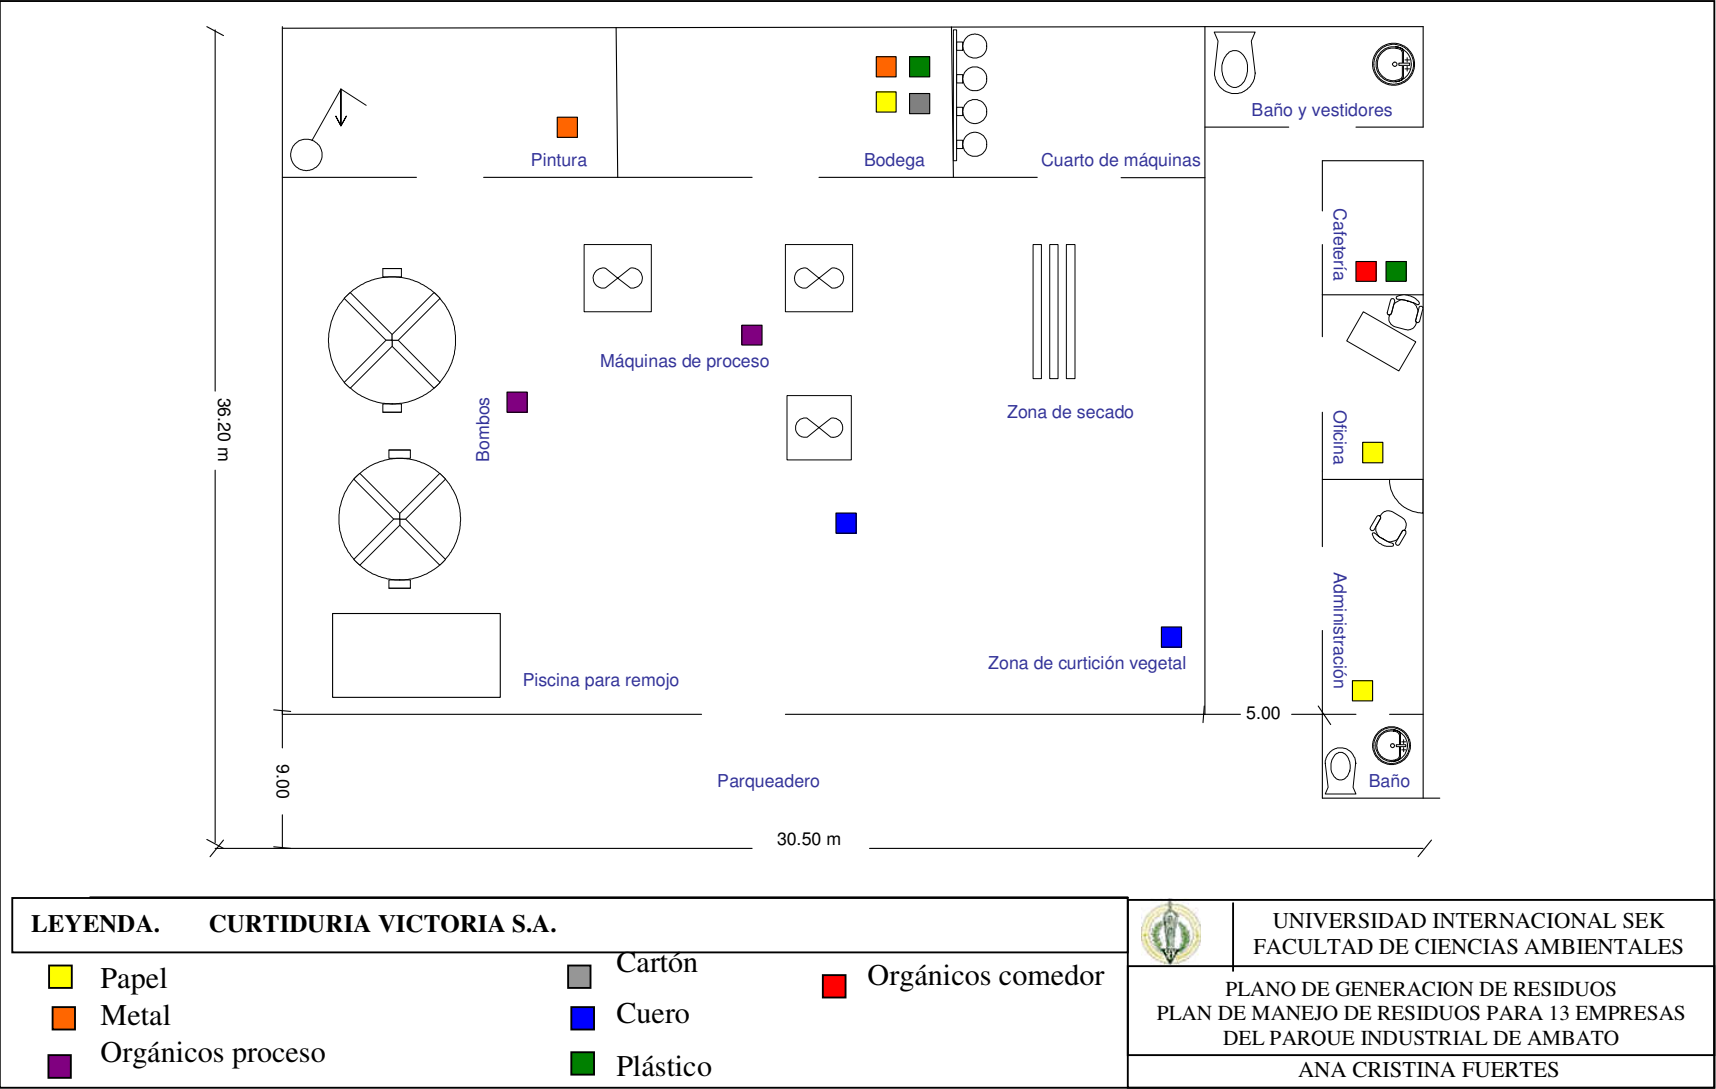 Baño y vestidores
Pintura
Bodega
Cuarto de máquinas
Cafetería
Máquinas de proceso
Bombos
Zona de secado
Oficina
36.20 m
Administración
Zona de curtición vegetal
Piscina para remojo
5.00
9.00
Parqueadero
Baño
30.50 m
LEYENDA. CURTIDURIA VICTORIA S.A.
Papel
Metal
Orgánicos proceso
Cartón
Cuero
Plástico
Orgánicos comedor
UNIVERSIDAD INTERNACIONAL SEK
FACULTAD DE CIENCIAS AMBIENTALES
PLANO DE GENERACION DE RESIDUOS
PLAN DE MANEJO DE RESIDUOS PARA 13 EMPRESAS
DEL PARQUE INDUSTRIAL DE AMBATO
ANA CRISTINA FUERTES